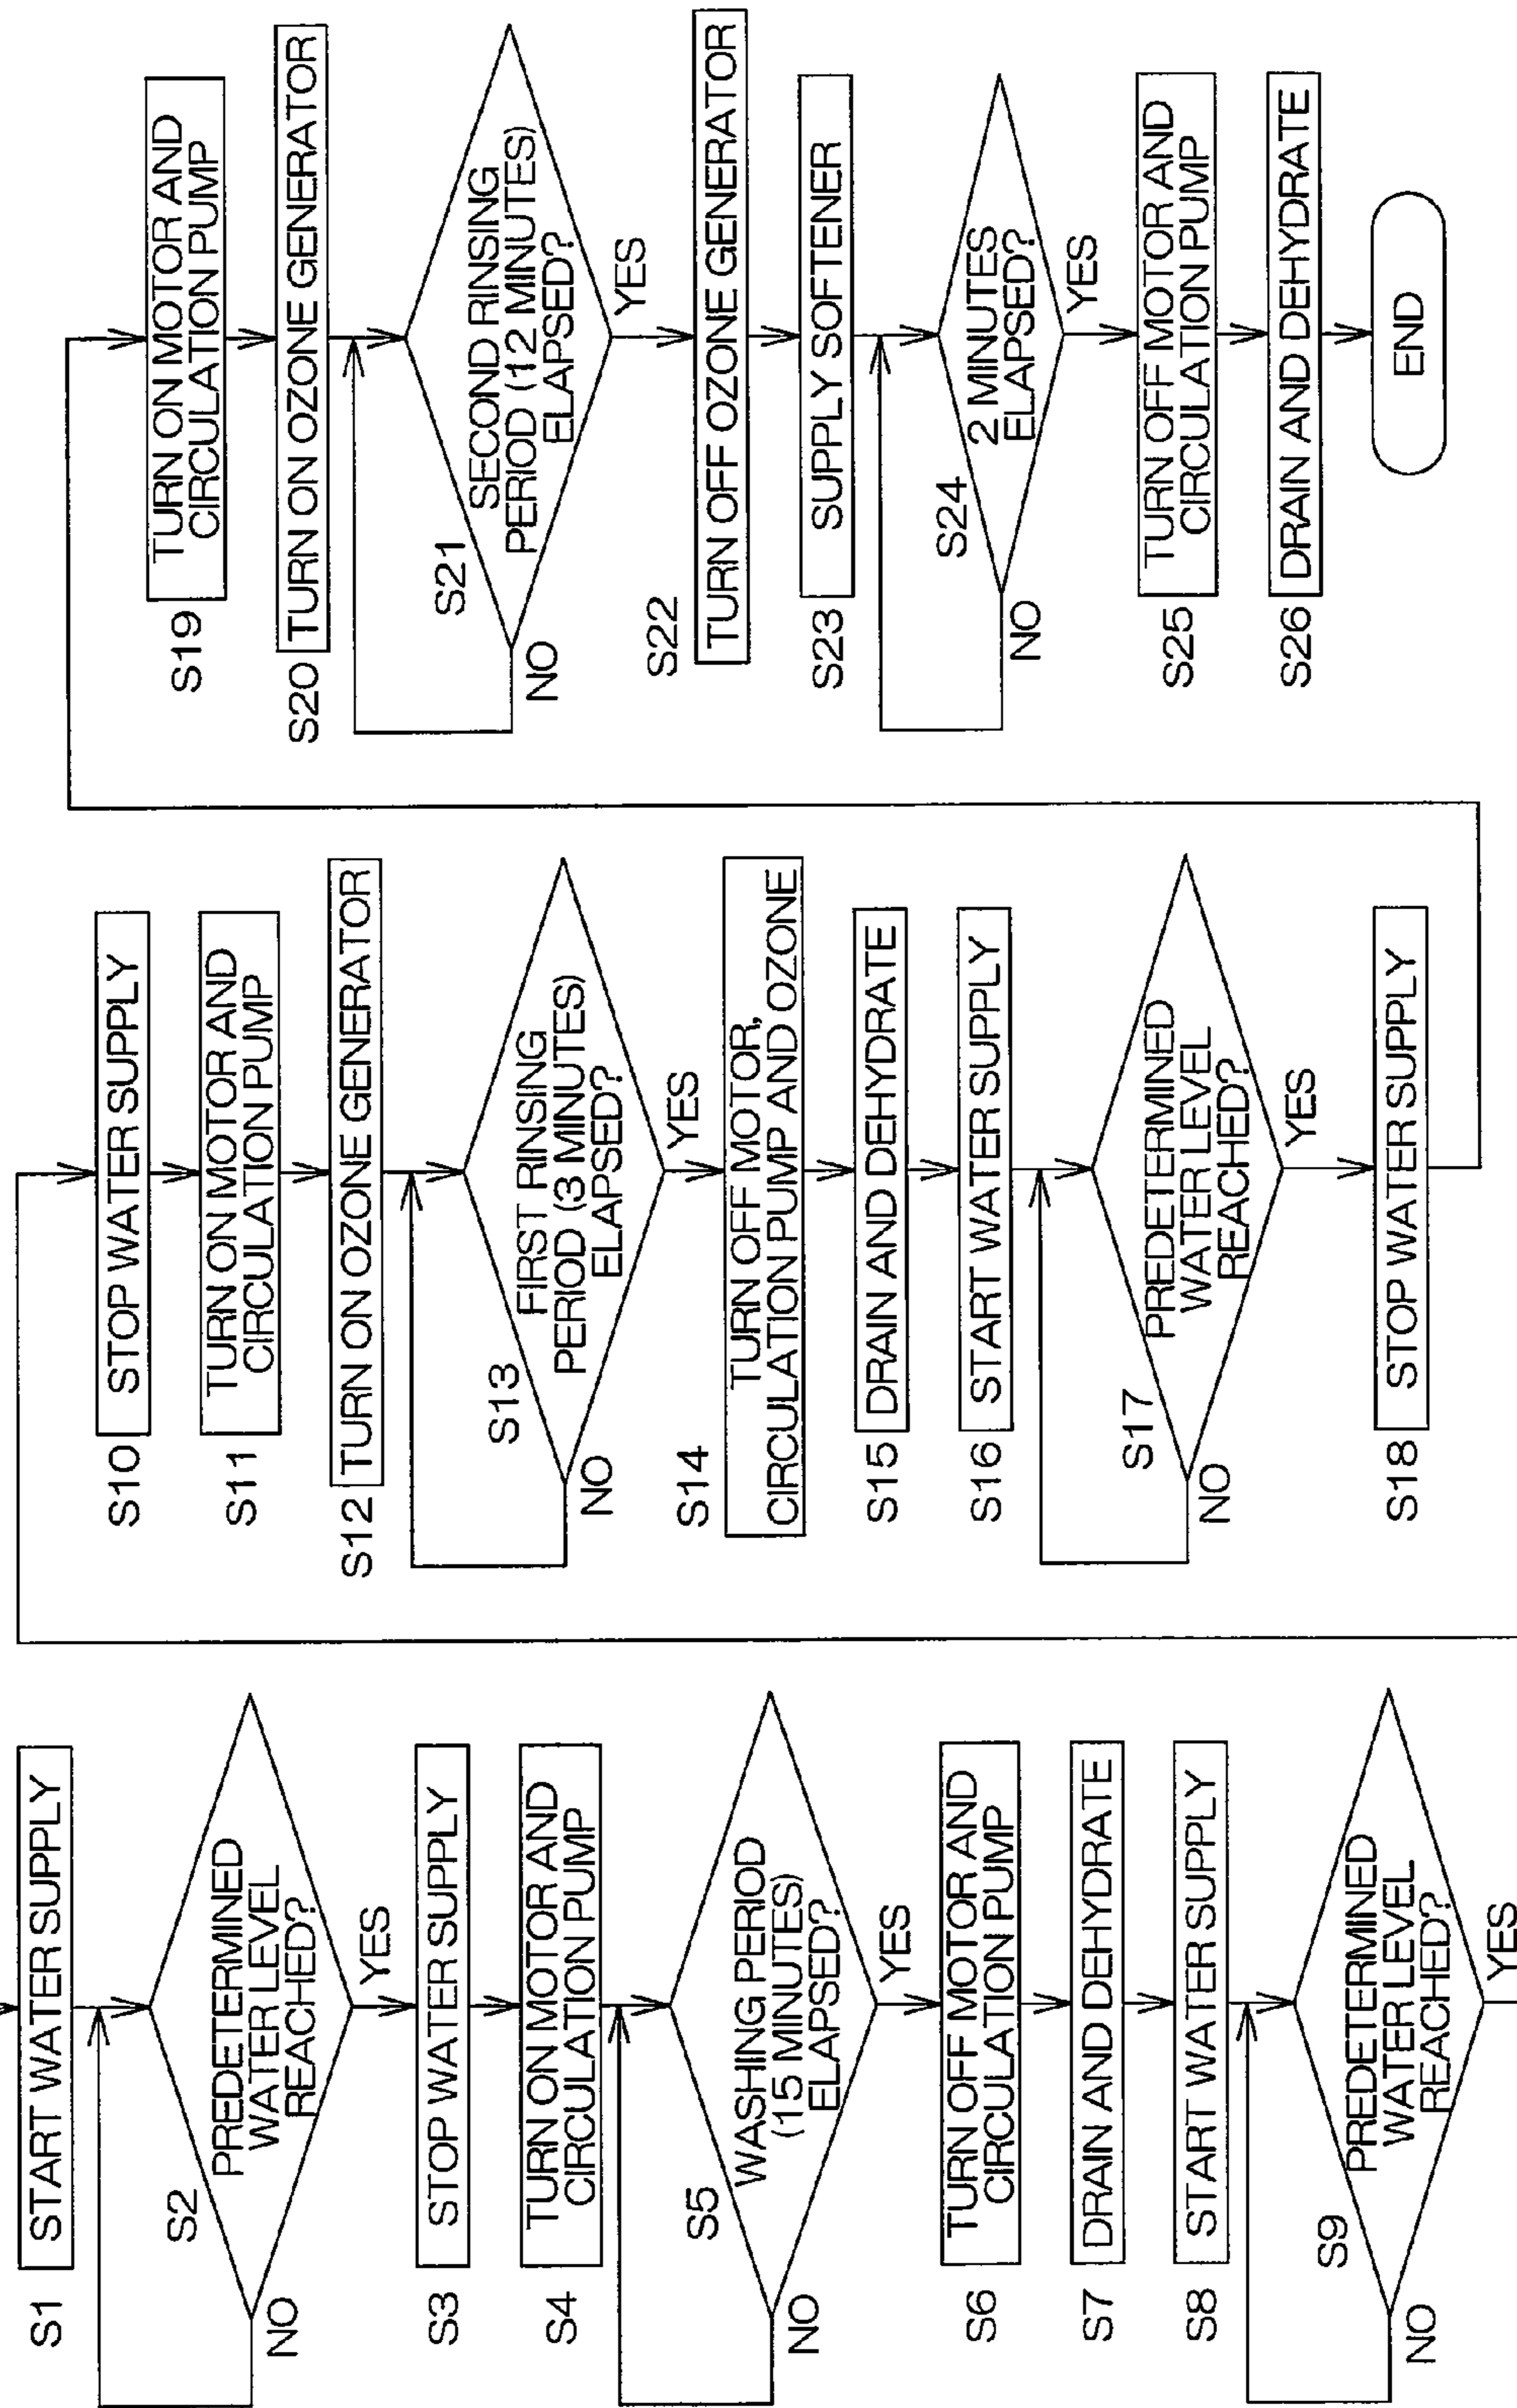 S1
START WATER SUPPLY
S2
PREDETERMINED
WATER LEVEL
REACHED?
NO
YES
S3
STOP WATER SUPPLY
S4
TURN ON MOTOR AND
CIRCULATION PUMP
S5
WASHING PERIOD
(15 MINUTES)
ELAPSED?
NO
YES
S6
TURN OFF MOTOR AND
CIRCULATION PUMP
S7
DRAIN AND DEHYDRATE
S8
START WATER SUPPLY
S9
PREDETERMINED
WATER LEVEL
REACHED?
NO
YES
S10
STOP WATER SUPPLY
S11
TURN ON MOTOR AND
CIRCULATION PUMP
S12
TURN ON OZONE GENERATOR
S13
FIRST RINSING
PERIOD (3 MINUTES)
ELAPSED?
NO
YES
S14
TURN OFF MOTOR,
CIRCULATION PUMP AND OZONE
S15
DRAIN AND DEHYDRATE
S16
START WATER SUPPLY
S17
PREDETERMINED
WATER LEVEL
REACHED?
NO
YES
S18
STOP WATER SUPPLY
S19
TURN ON MOTOR AND
CIRCULATION PUMP
S20
TURN ON OZONE GENERATOR
S21
SECOND RINSING
PERIOD (12 MINUTES)
ELAPSED?
NO
YES
S22
TURN OFF OZONE GENERATOR
S23
SUPPLY SOFTENER
S24
2 MINUTES
ELAPSED?
NO
YES
S25
TURN OFF MOTOR AND
CIRCULATION PUMP
S26
DRAIN AND DEHYDRATE
END